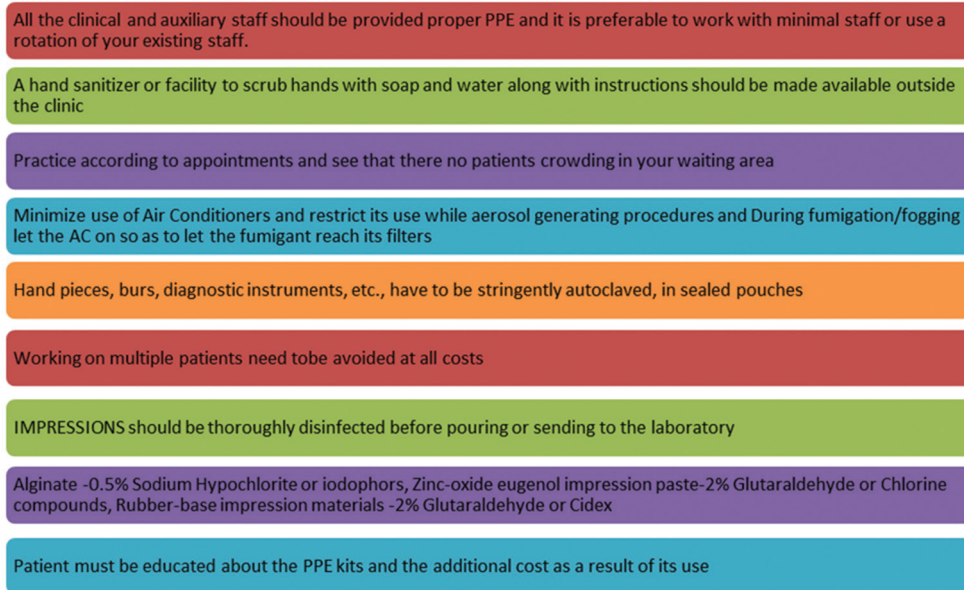 All the clinical and auxiliary staff should be provided proper PPE and it is preferable to work with minimal staff or use a
rotation of your existing staff.
A hand sanitizer or facility to scrub hands with soap and water along with instructions should be made available outside
the clinic
Practice according to appointments and see that there no patients crowding in your waiting area
Minimize use of Air Conditioners and restrict its use while aerosol generating procedures and During fumigation/fogging
let the AC on so as to let the fumigant reach its filters
Hand pieces, burs, diagnostic instruments, etc., have to be stringently autoclaved, in sealed pouches
Working on multiple patients need tobe avoided at all costs
IMPRESSIONS should be thoroughly disinfected before pouring or sending to the laboratory
Alginate -0.5% Sodium Hypochlorite or iodophors, Zinc-oxide eugenol impression paste-2% Glutaraldehyde or Chlorine
compounds, Rubber-base impression materials -2% Glutaraldehyde or Cidex
Patient must be educated about the PPE kits and the additional cost as a result of its use